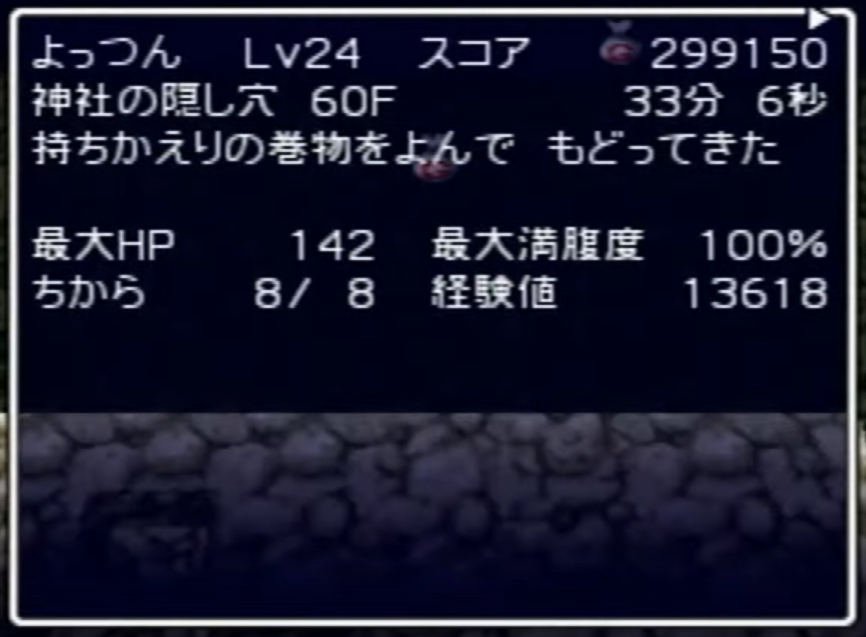 よっつん Lv24 スコア 299150
神社の隠し穴 60F 33分 6秒
持ちかえりの巻物をよんで もどってきた
最大HP 142 最大満腹度 100%
ちから 8/ 8 経験値 13618